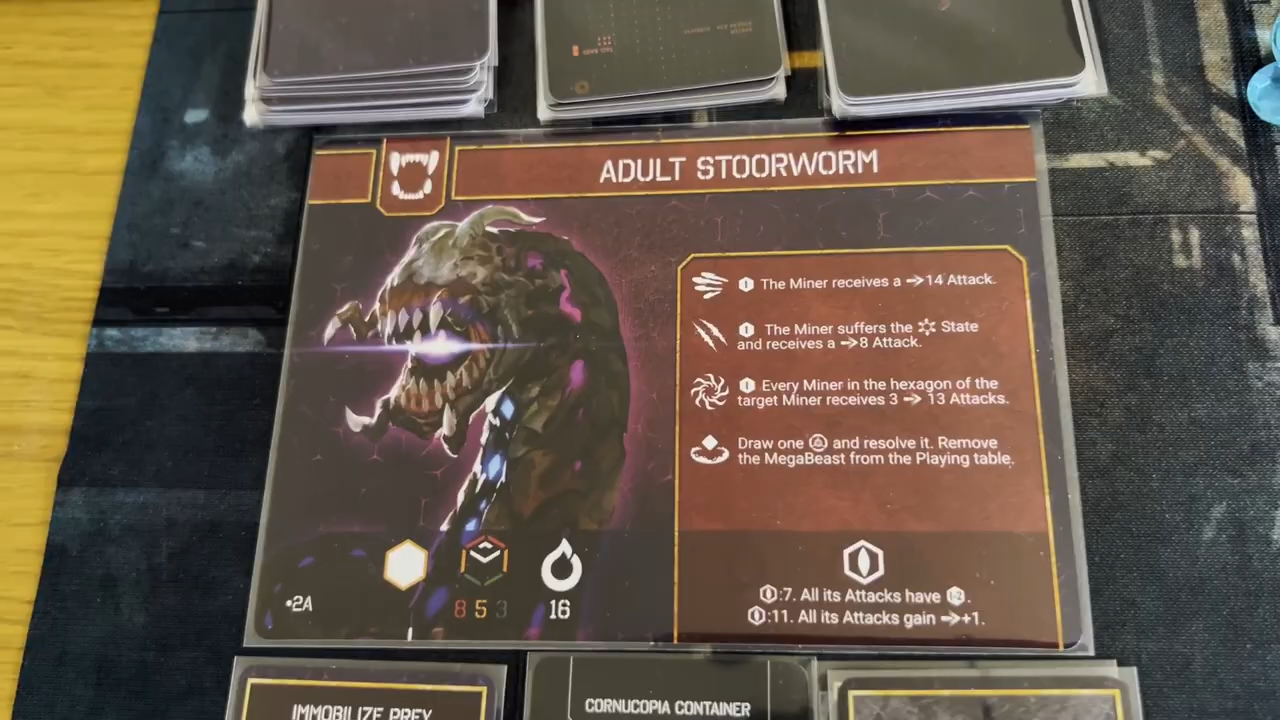 ADULT STOORWORM
The Miner receives a 14 Attack.
The Miner suffers the State
and receives a 8 Attack.
Every Miner in the hexagon of the
target Miner receives 3 13 Attacks.
Draw one and resolve it. Remove
the MegaBeast from the Playing table.
•2A
8 5 3
16
:7. All its Attacks have .
:11. All its Attacks gain +1.
IMMOBILIZE PREY
CORNUCOPIA CONTAINER